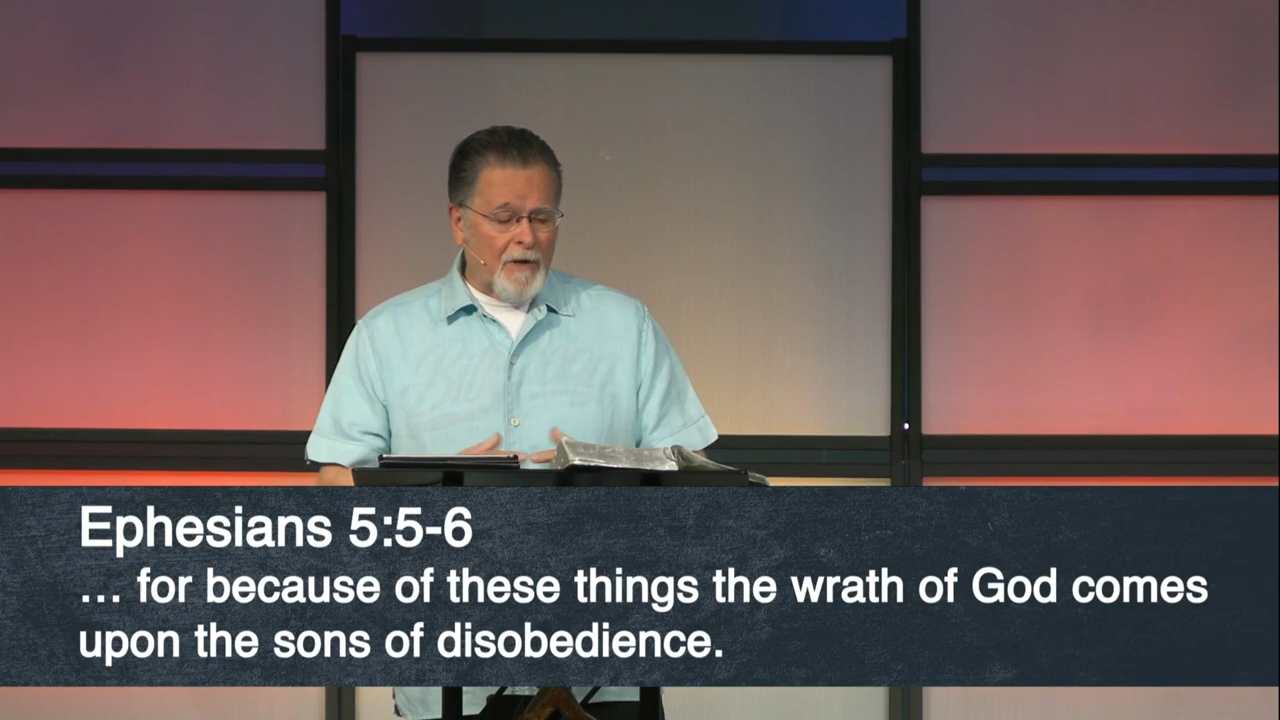 Ephesians 5:5-6
... for because of these things the wrath of God comes
upon the sons of disobedience.